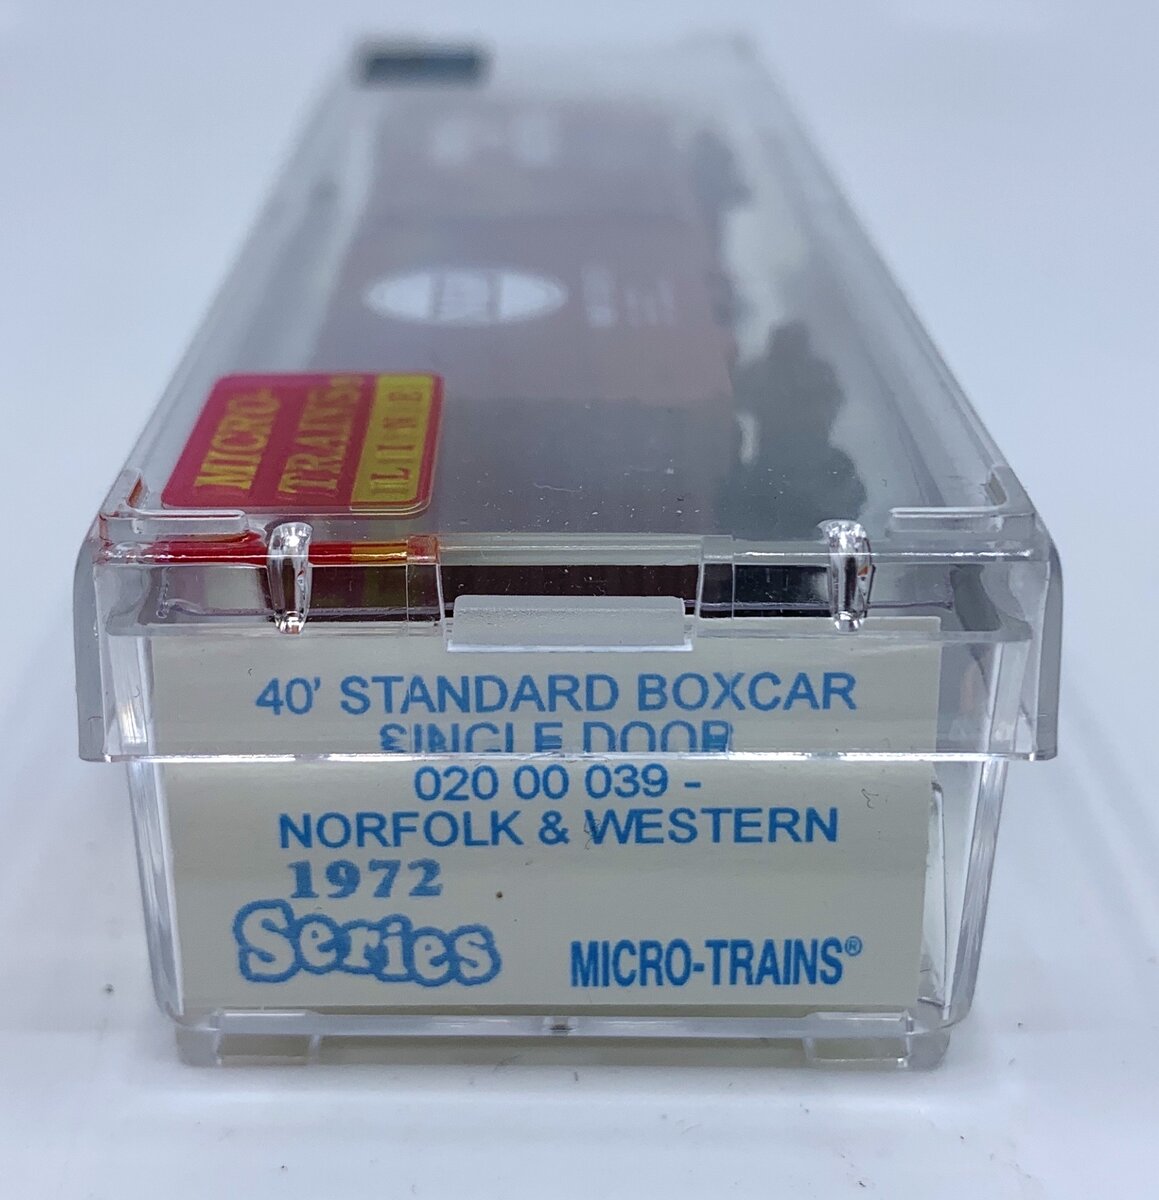 MICRO-
TRAINS®
LINE
40' STANDARD BOXCAR
SINGLE DOOR
020 00 039 -
NORFOLK & WESTERN
1972
Series
MICRO-TRAINS®